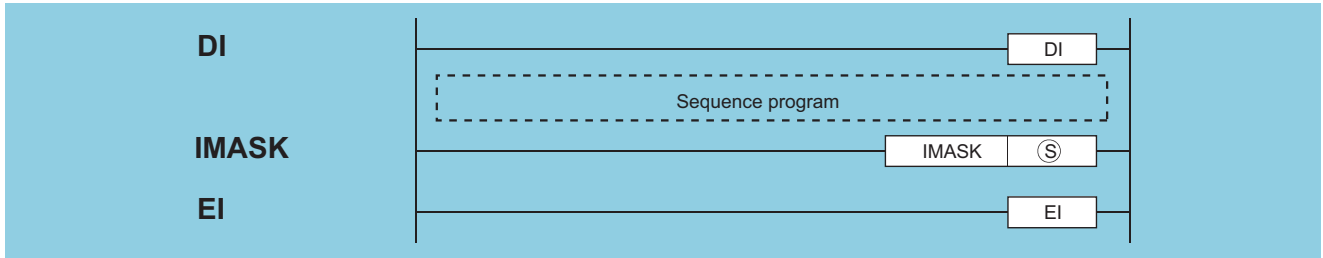 DI DI
Sequence program
IMASK IMASK Ⓢ
EI EI